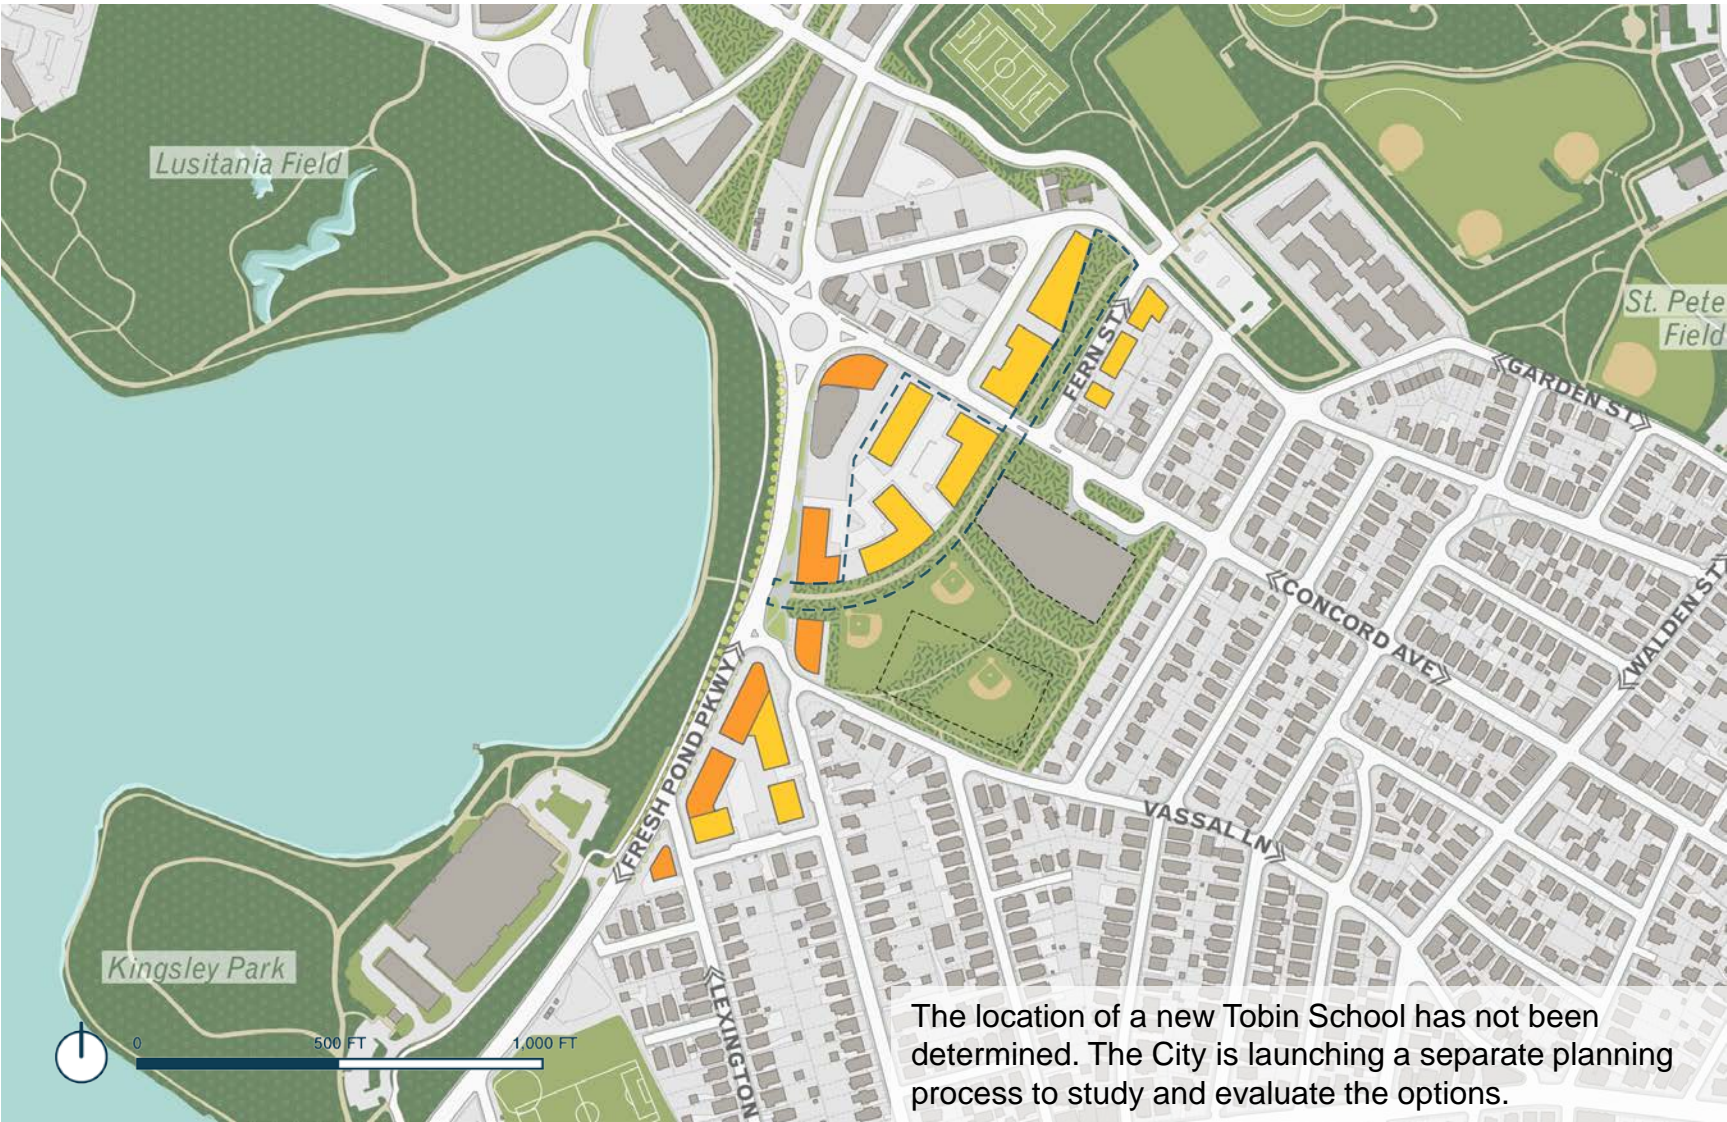 Lusitania Field
St. Pete
Field
FERN ST
GARDEN ST
CONCORD AVE
WALDEN ST
FRESH POND PKWY
VASSAL LN
Kingsley Park
LEXINGTON
0 500 FT 1,000 FT
The location of a new Tobin School has not been
determined. The City is launching a separate planning
process to study and evaluate the options.